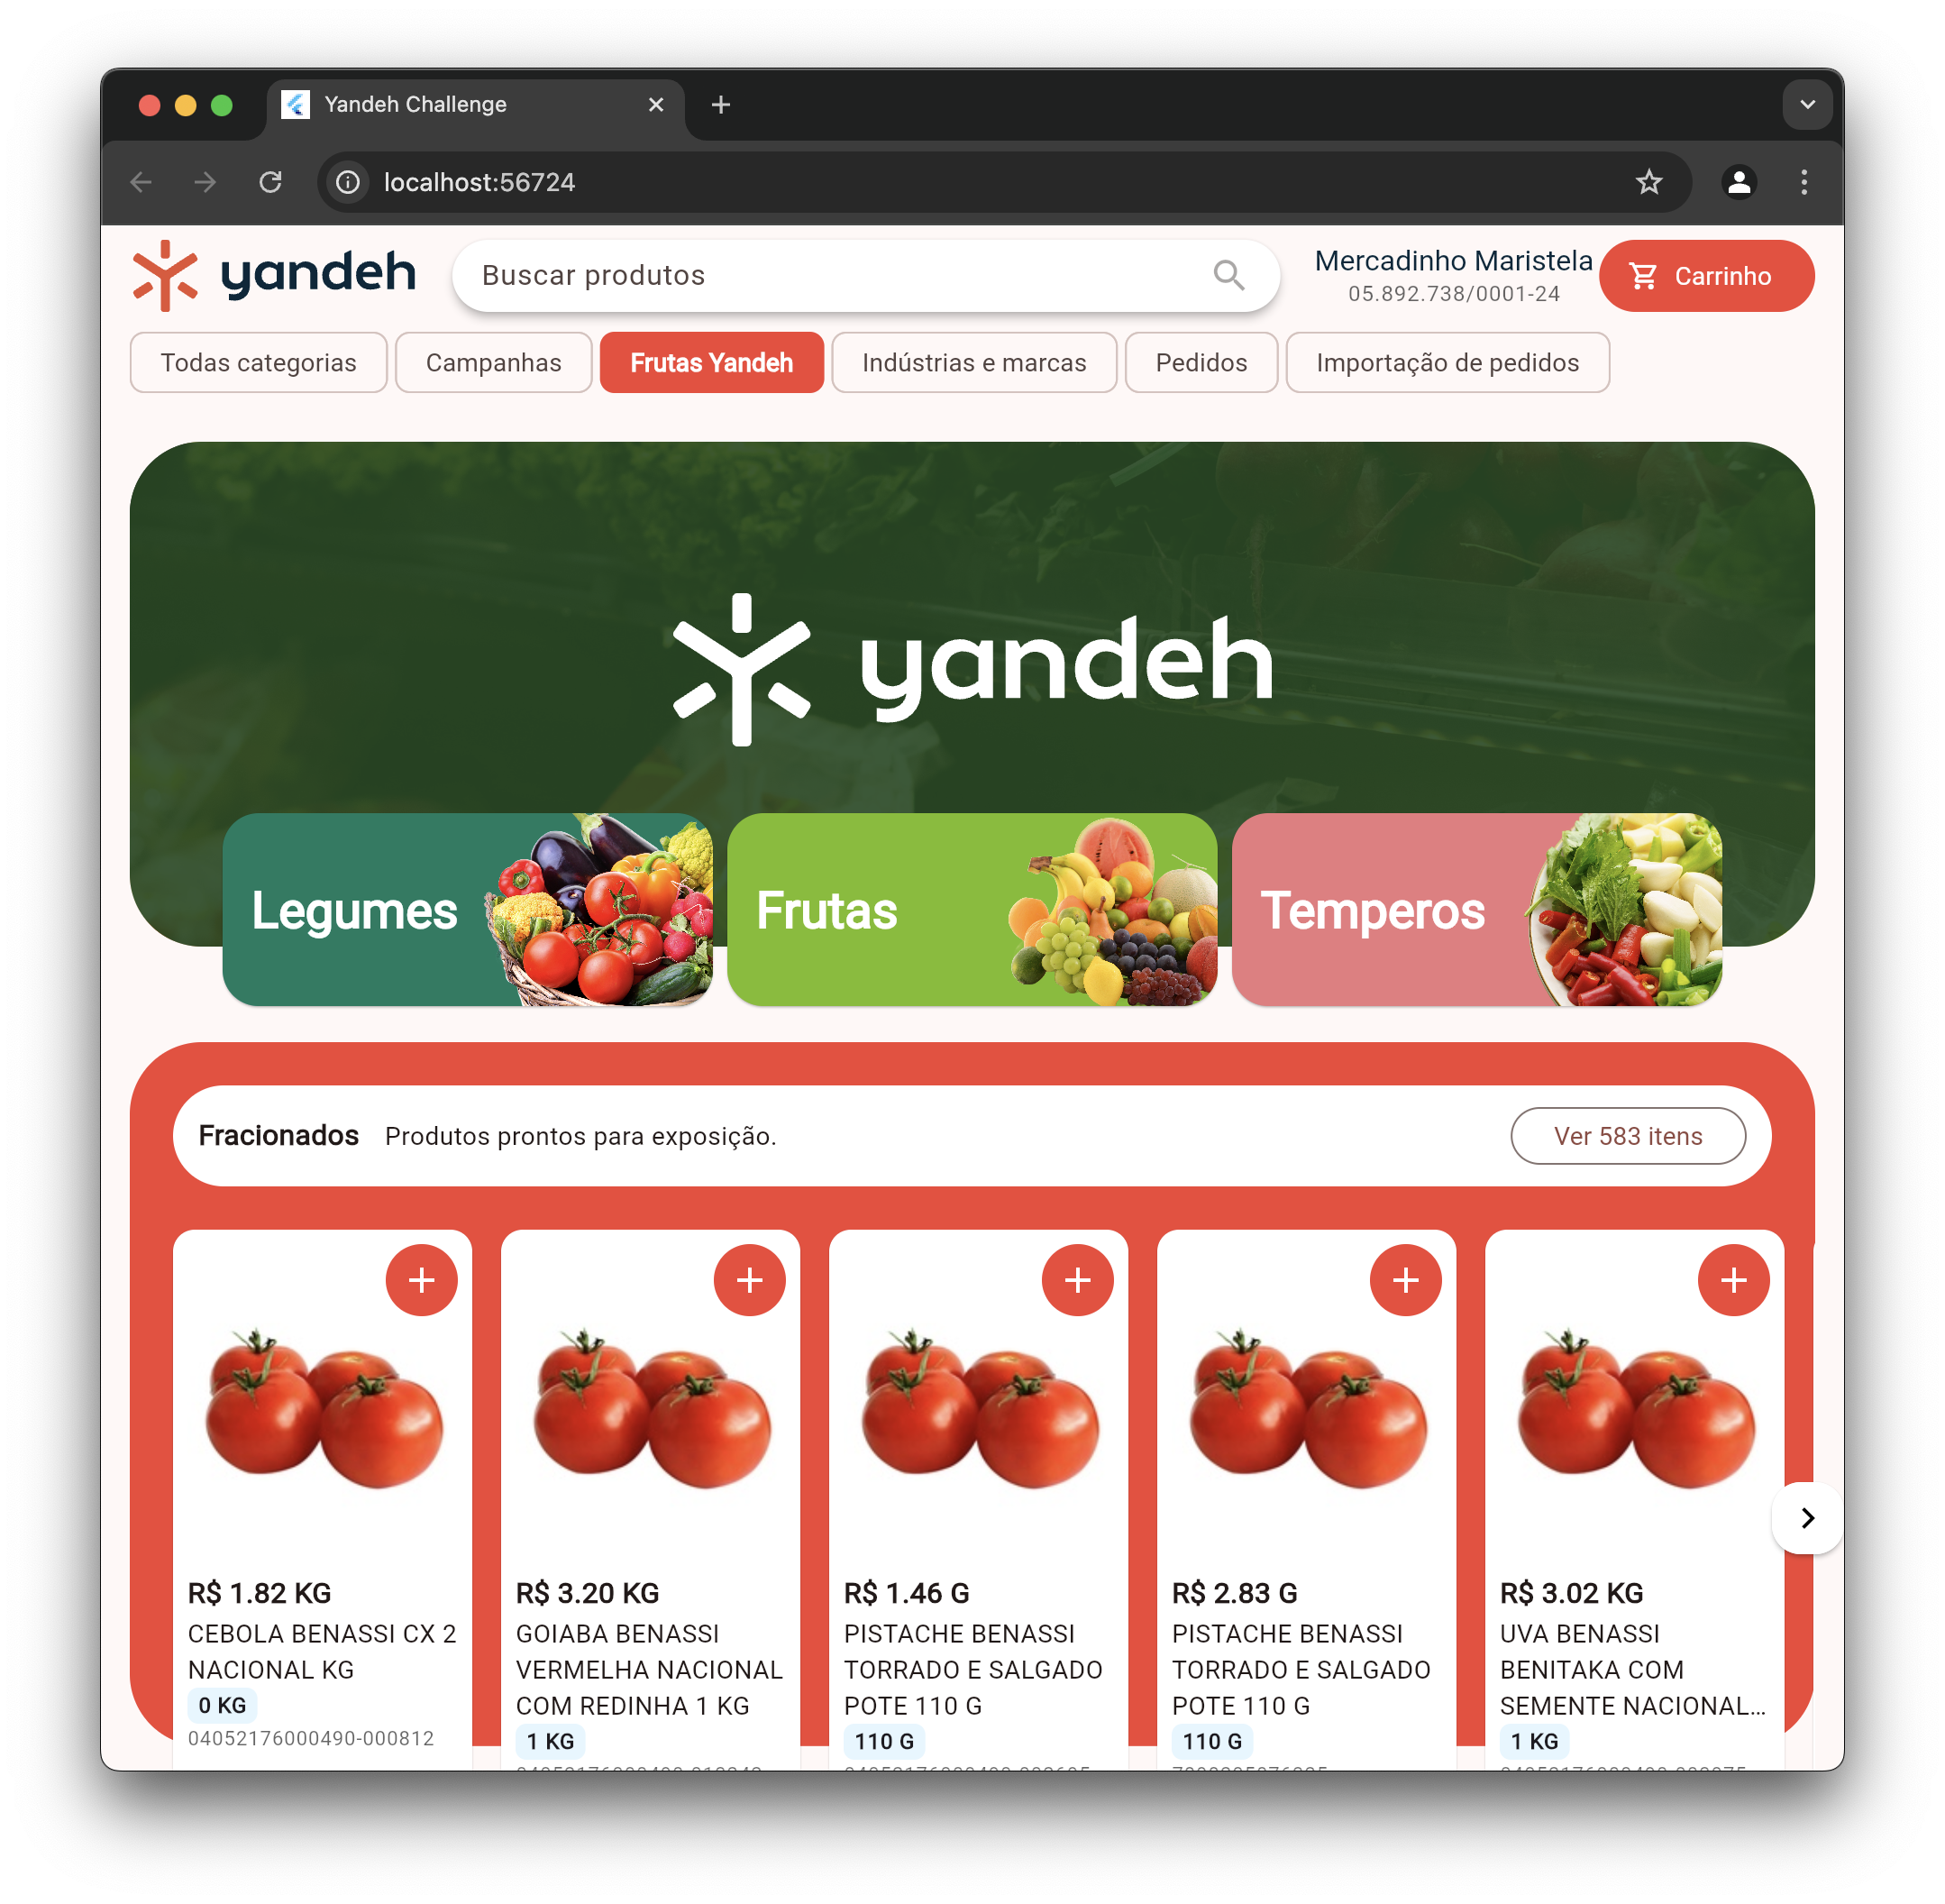 Yandeh Challenge
localhost:56724
yandeh
Buscar produtos
Mercadinho Maristela
05.892.738/0001-24
Carrinho
Todas categorias
Campanhas
Frutas Yandeh
Indústrias e marcas
Pedidos
Importação de pedidos
yandeh
Legumes
Frutas
Temperos
Fracionados
Produtos prontos para exposição.
Ver 583 itens
R$ 1.82 KG
CEBOLA BENASSI CX 2
NACIONAL KG
0 KG
04052176000490-000812
R$ 3.20 KG
GOIABA BENASSI
VERMELHA NACIONAL
COM REDINHA 1 KG
1 KG
R$ 1.46 G
PISTACHE BENASSI
TORRADO E SALGADO
POTE 110 G
110 G
R$ 2.83 G
PISTACHE BENASSI
TORRADO E SALGADO
POTE 110 G
110 G
R$ 3.02 KG
UVA BENASSI
BENITAKA COM
SEMENTE NACIONAL...
1 KG